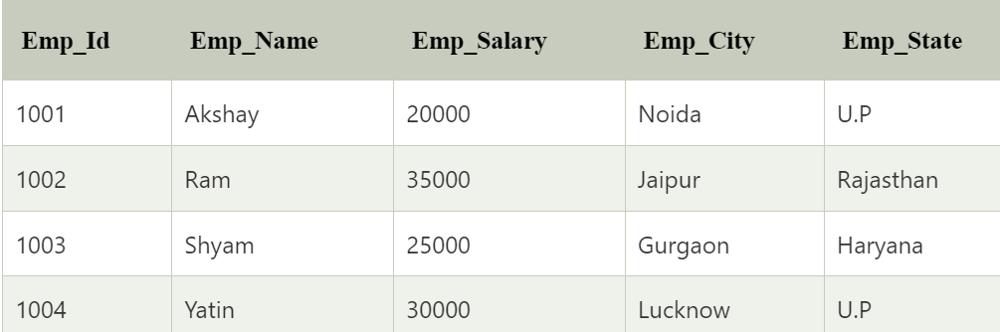 Emp_Id Emp_Name Emp_Salary Emp_City Emp_State
1001 Akshay 20000 Noida U.P
1002 Ram 35000 Jaipur Rajasthan
1003 Shyam 25000 Gurgaon Haryana
1004 Yatin 30000 Lucknow U.P